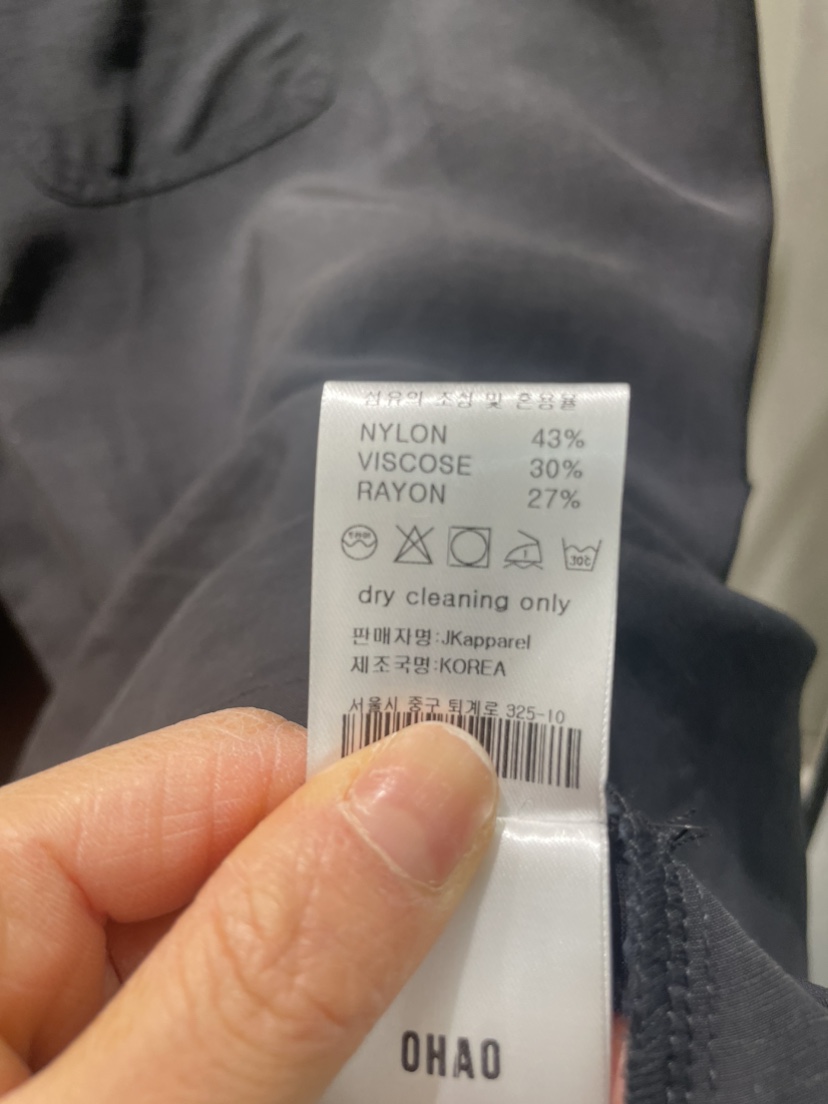 섬유의 조성 및 혼용율
NYLON 43%
VISCOSE 30%
RAYON 27%
30C
dry cleaning only
판매자명:JKapparel
제조국명:KOREA
서울시 중구 퇴계로 325-10
OHAO